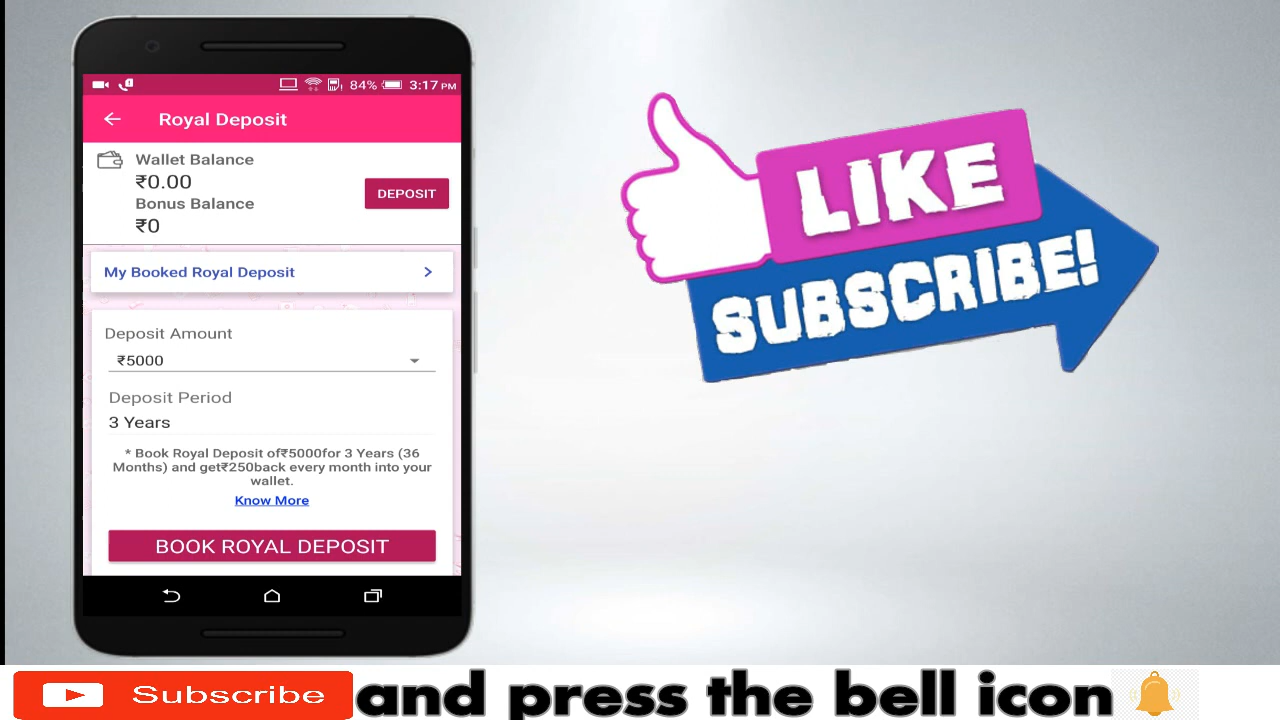 84% 3:17 PM
Royal Deposit
Wallet Balance
₹0.00
Bonus Balance
₹0
DEPOSIT
My Booked Royal Deposit
Deposit Amount
₹5000
Deposit Period
3 Years
* Book Royal Deposit of₹5000for 3 Years (36
Months) and get₹250back every month into your
wallet.
Know More
BOOK ROYAL DEPOSIT
LIKE
SUBSCRIBE!
Subscribe and press the bell icon